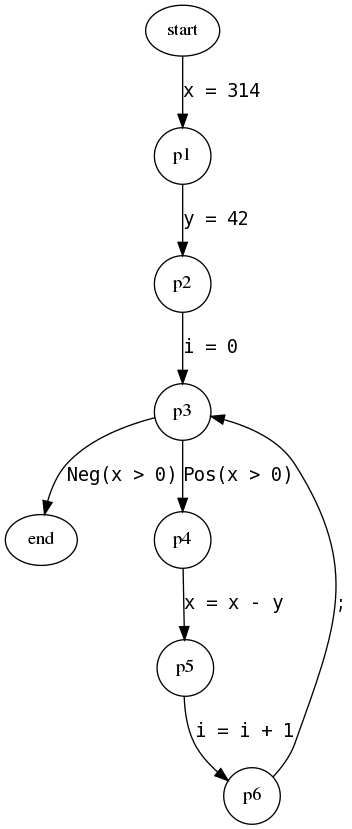 start
x = 314
p1
y = 42
p2
i = 0
p3
Neg(x > 0) Pos(x > 0)
end
p4
x = x - y
;
p5
i = i + 1
p6